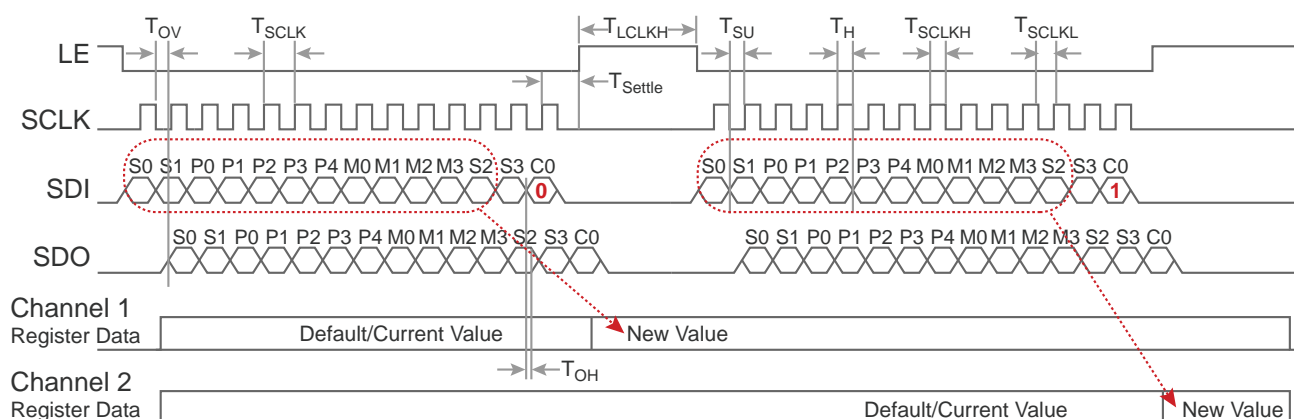 TOV TSCLK TLCLKH TSU TH TSCLKH TSCLKL
LE
TSettle
SCLK
S0 S1 P0 P1 P2 P3 P4 M0 M1 M2 M3 S2 S3 C0 S0 S1 P0 P1 P2 P3 P4 M0 M1 M2 M3 S2 S3 C0
SDI 0 1
S0 S1 P0 P1 P2 P3 P4 M0 M1 M2 M3 S2 S3 C0 S0 S1 P0 P1 P2 P3 P4 M0 M1 M2 M3 S2 S3 C0
SDO
Channel 1
Register Data Default/Current Value New Value
TOH
Channel 2
Register Data Default/Current Value New Value